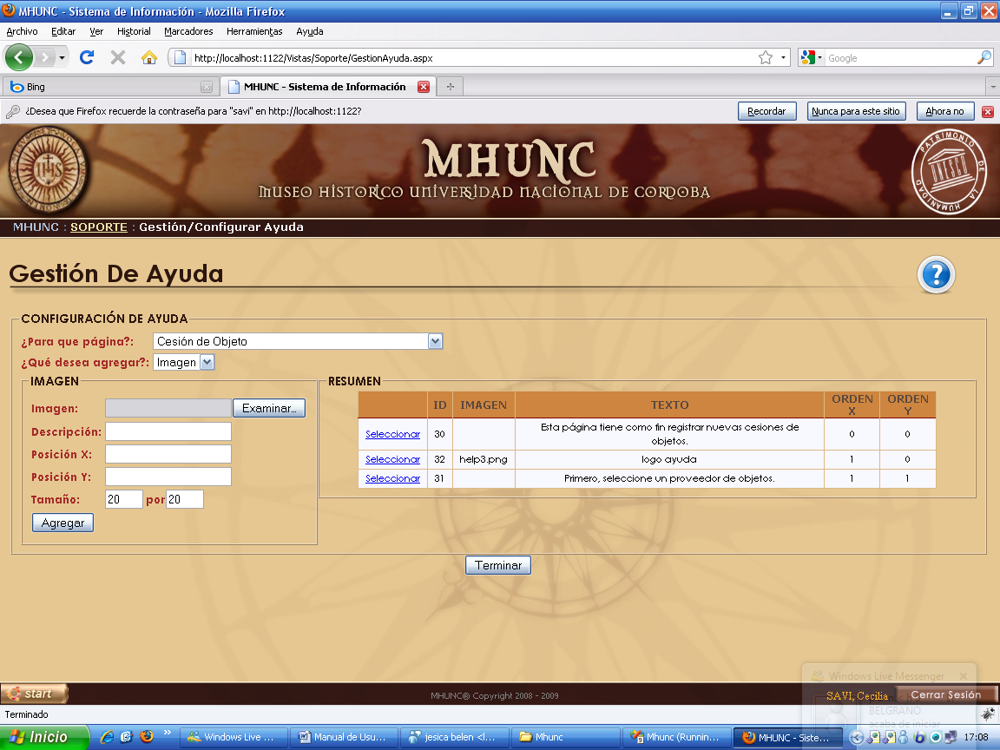 MHUNC - Sistema de Información - Mozilla Firefox
Archivo Editar Ver Historial Marcadores Herramientas Ayuda
http://localhost:1122/Vistas/Soporte/GestionAyuda.aspx
Google
Bing
MHUNC - Sistema de Información
¿Desea que Firefox recuerde la contraseña para "savi" en http://localhost:1122?
Recordar
Nunca para este sitio
Ahora no
MHUNC
MUSEO HISTORICO UNIVERSIDAD NACIONAL DE CORDOBA
IHS
PATRIMONIO DE LA HUMANIDAD
UNESCO
MHUNC : SOPORTE : Gestión/Configurar Ayuda
Gestión De Ayuda
?
CONFIGURACIÓN DE AYUDA
¿Para que página?: Cesión de Objeto
¿Qué desea agregar?: Imagen
IMAGEN
Imagen: Examinar...
Descripción:
Posición X:
Posición Y:
Tamaño: 20 por 20
Agregar
RESUMEN
ID IMAGEN TEXTO ORDEN X ORDEN Y
Seleccionar 30 Esta página tiene como fin registrar nuevas cesiones de objetos. 0 0
Seleccionar 32 help3.png logo ayuda 1 0
Seleccionar 31 Primero, seleccione un proveedor de objetos. 1 1
Terminar
Windows Live Messenger
start
MHUNC® Copyright 2008 - 2009
SAVI, Cecilia
Cerrar Sesión
BELGRANO
acaba de iniciar
Terminado
Inicio
Windows Live ...
Manual de Usu...
jesica belen <l...
Mhunc
Mhunc (Runnin...
MHUNC - Siste...
17:08